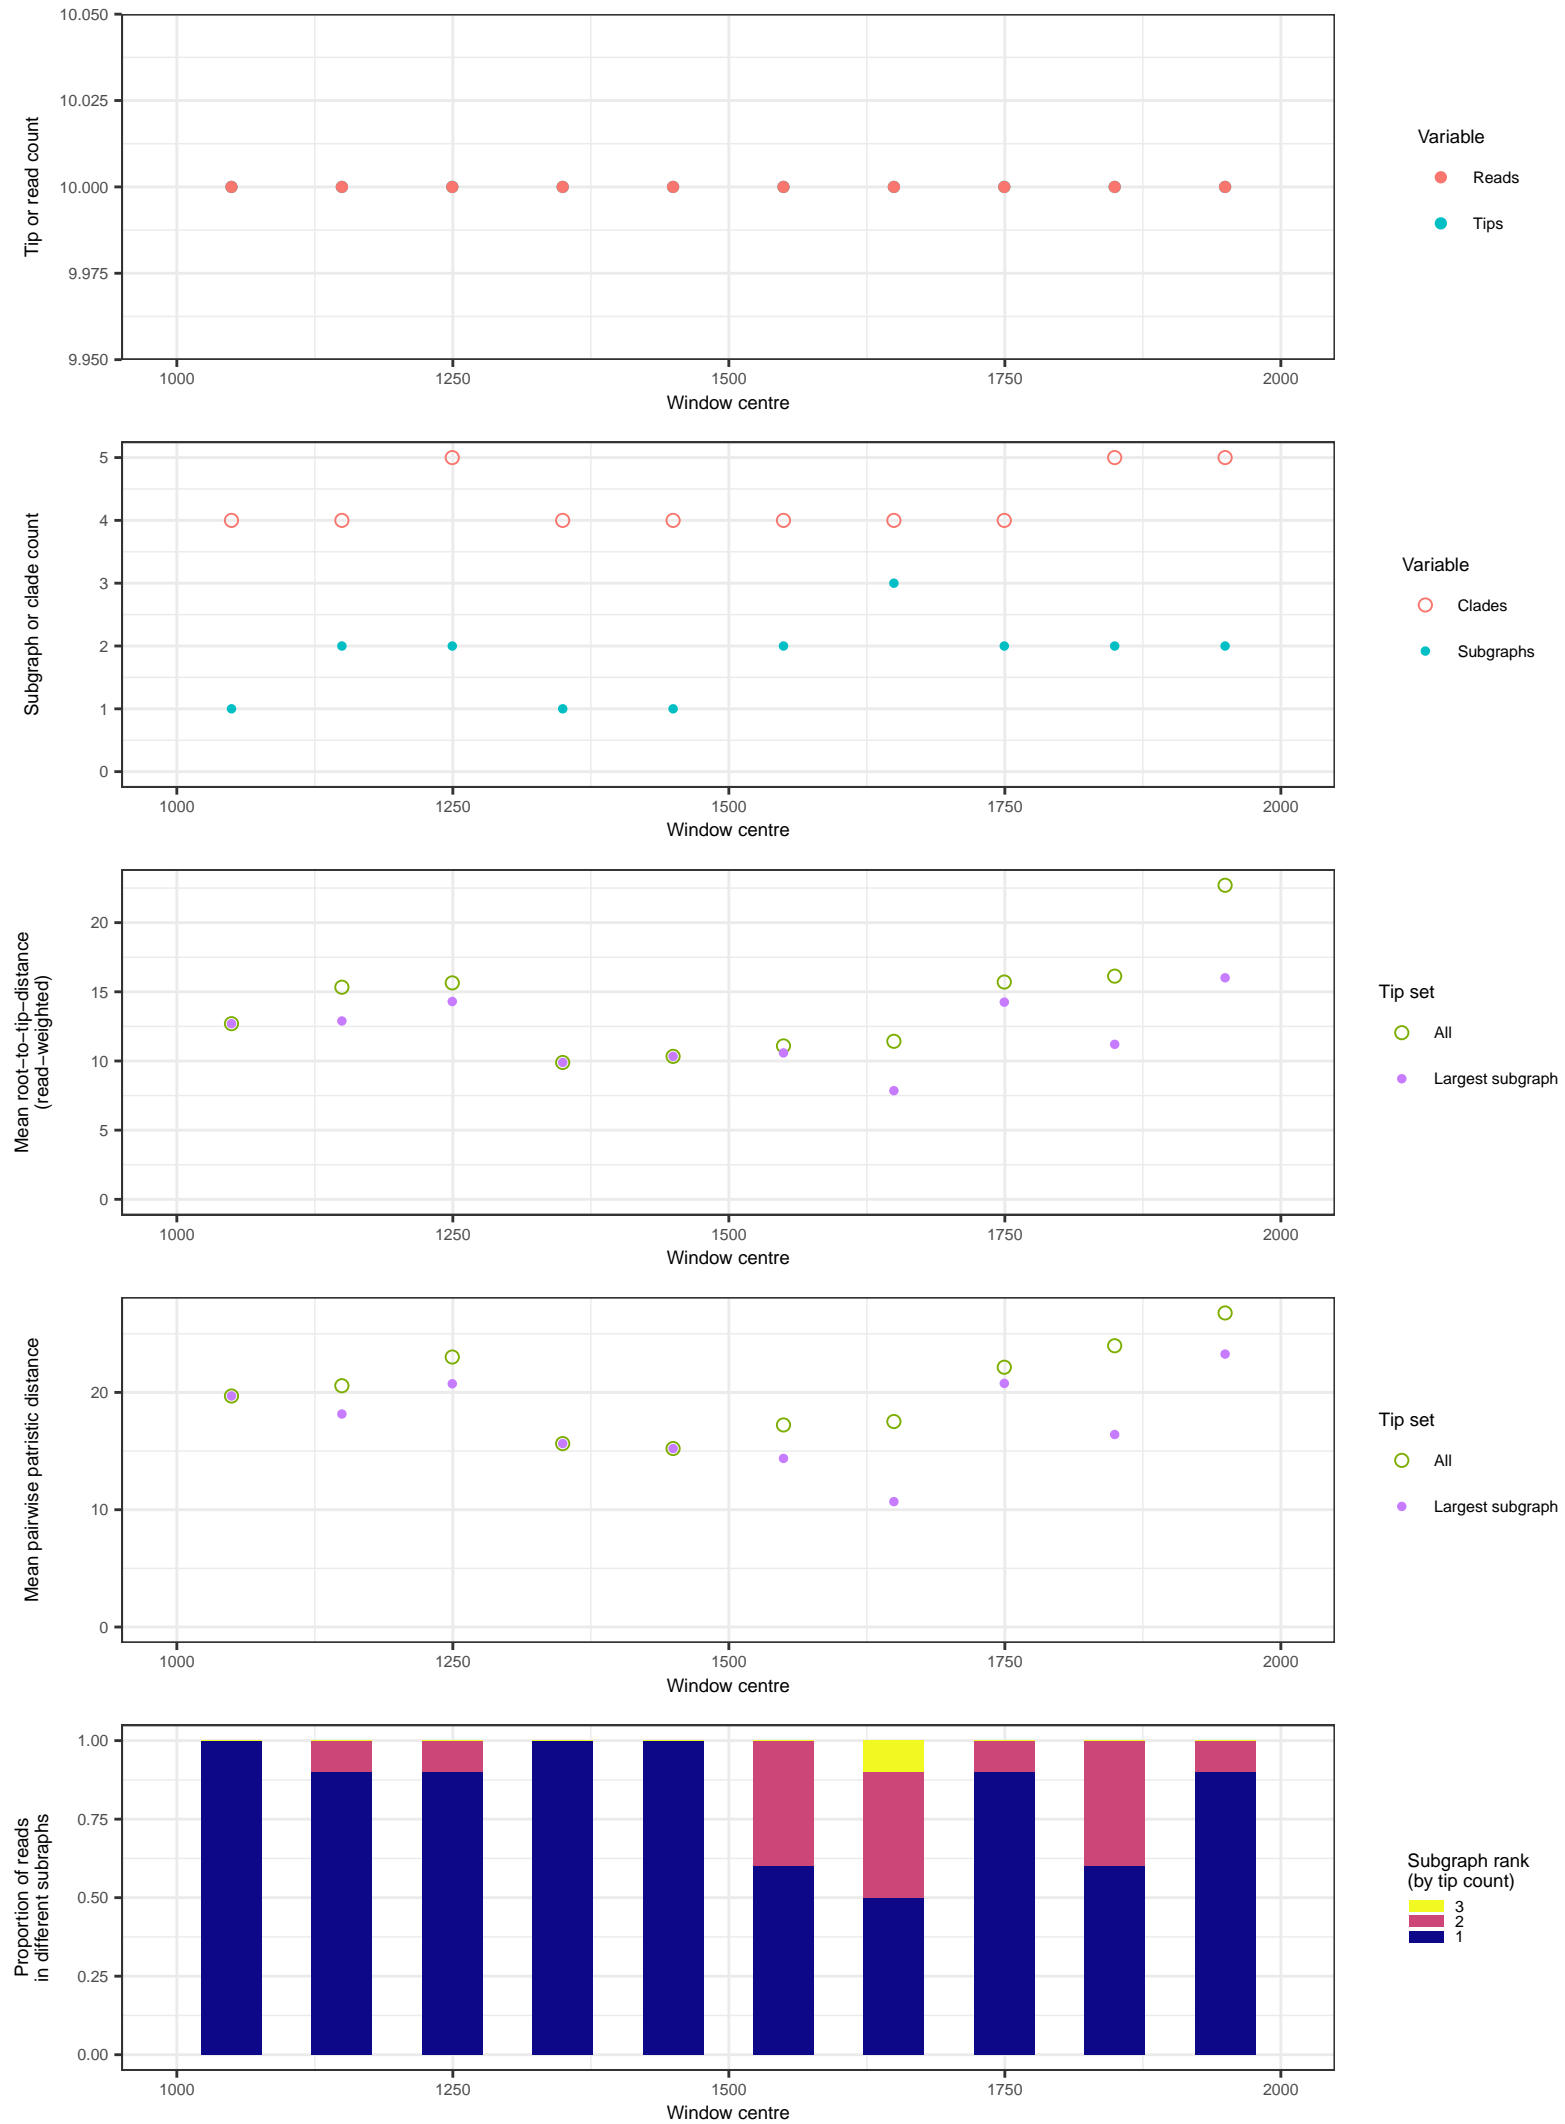 10.050
10.025
10.000
9.975
9.950
Tip or read count
1000 1250 1500 1750 2000
Window centre
Variable
Reads
Tips
5
4
3
2
1
0
Subgraph or clade count
1000 1250 1500 1750 2000
Window centre
Variable
Clades
Subgraphs
20
15
10
5
0
Mean root−to−tip−distance
(read−weighted)
1000 1250 1500 1750 2000
Window centre
Tip set
All
Largest subgraph
20
10
0
Mean pairwise patristic distance
1000 1250 1500 1750 2000
Window centre
Tip set
All
Largest subgraph
1.00
0.75
0.50
0.25
0.00
Proportion of reads
in different subraphs
1000 1250 1500 1750 2000
Window centre
Subgraph rank
(by tip count)
3
2
1